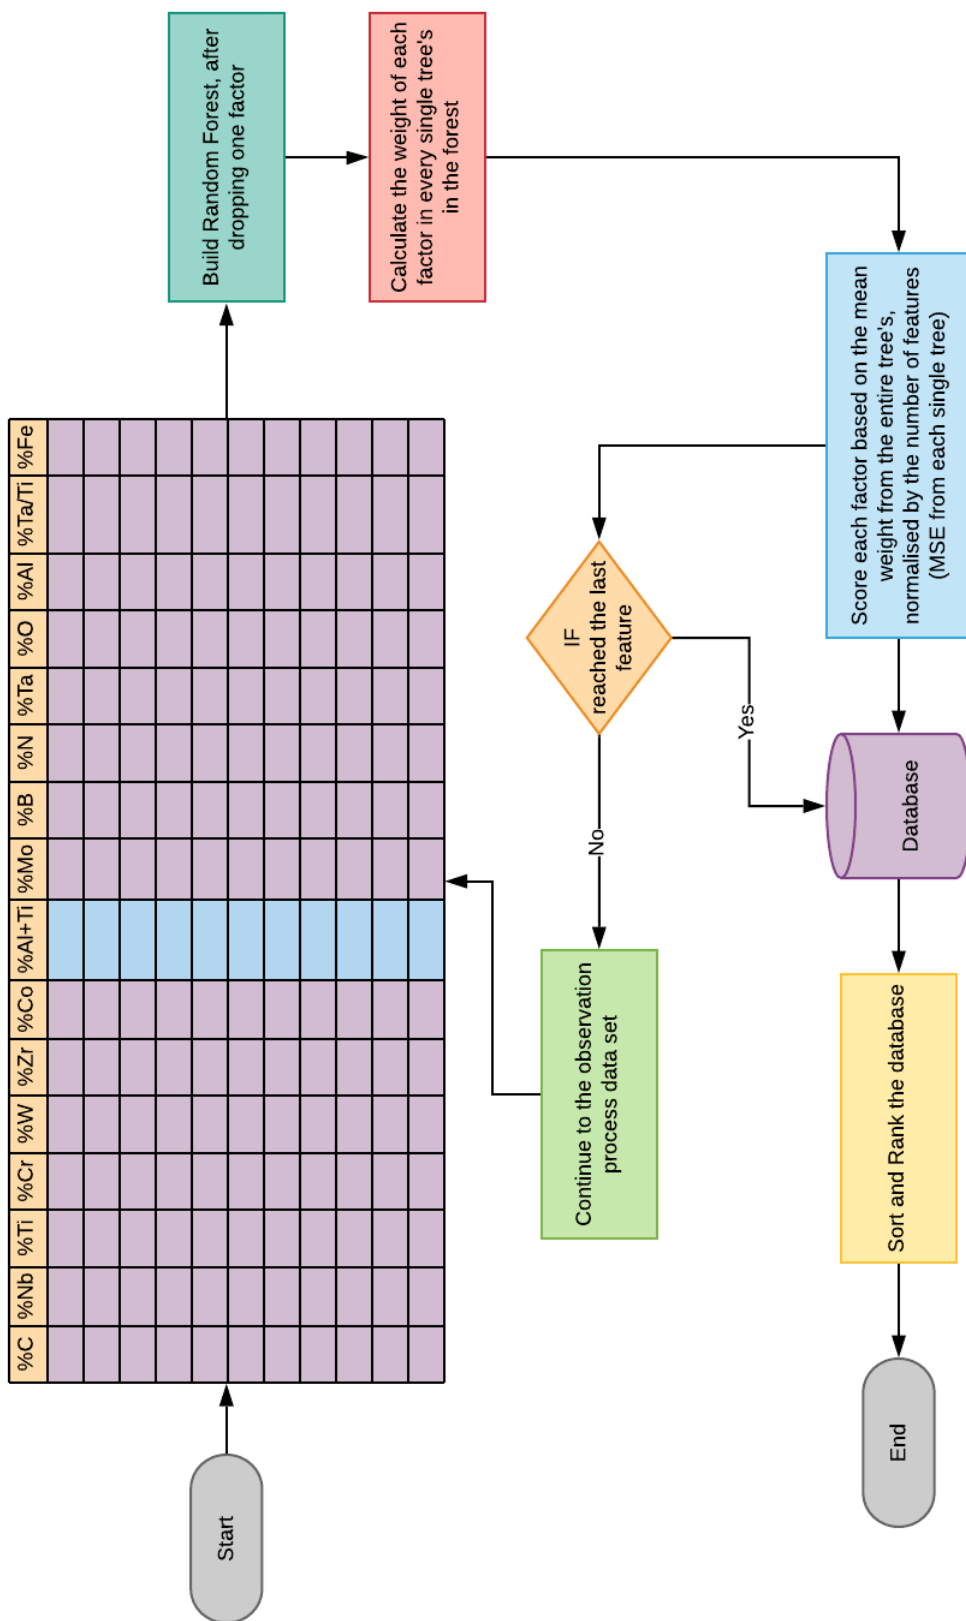 Start
%C
%Nb
%Ti
%Cr
%W
%Zr
%Co
%Al+Ti
%Mo
%B
%N
%Ta
%O
%Al
%Ta/Ti
%Fe
Build Random Forest, after
dropping one factor
Calculate the weight of each
factor in every single tree's
in the forest
Score each factor based on the mean
weight from the entire tree's,
normalised by the number of features
(MSE from each single tree)
IF
reached the last
feature
No
Yes
Continue to the observation
process data set
Database
Sort and Rank the database
End